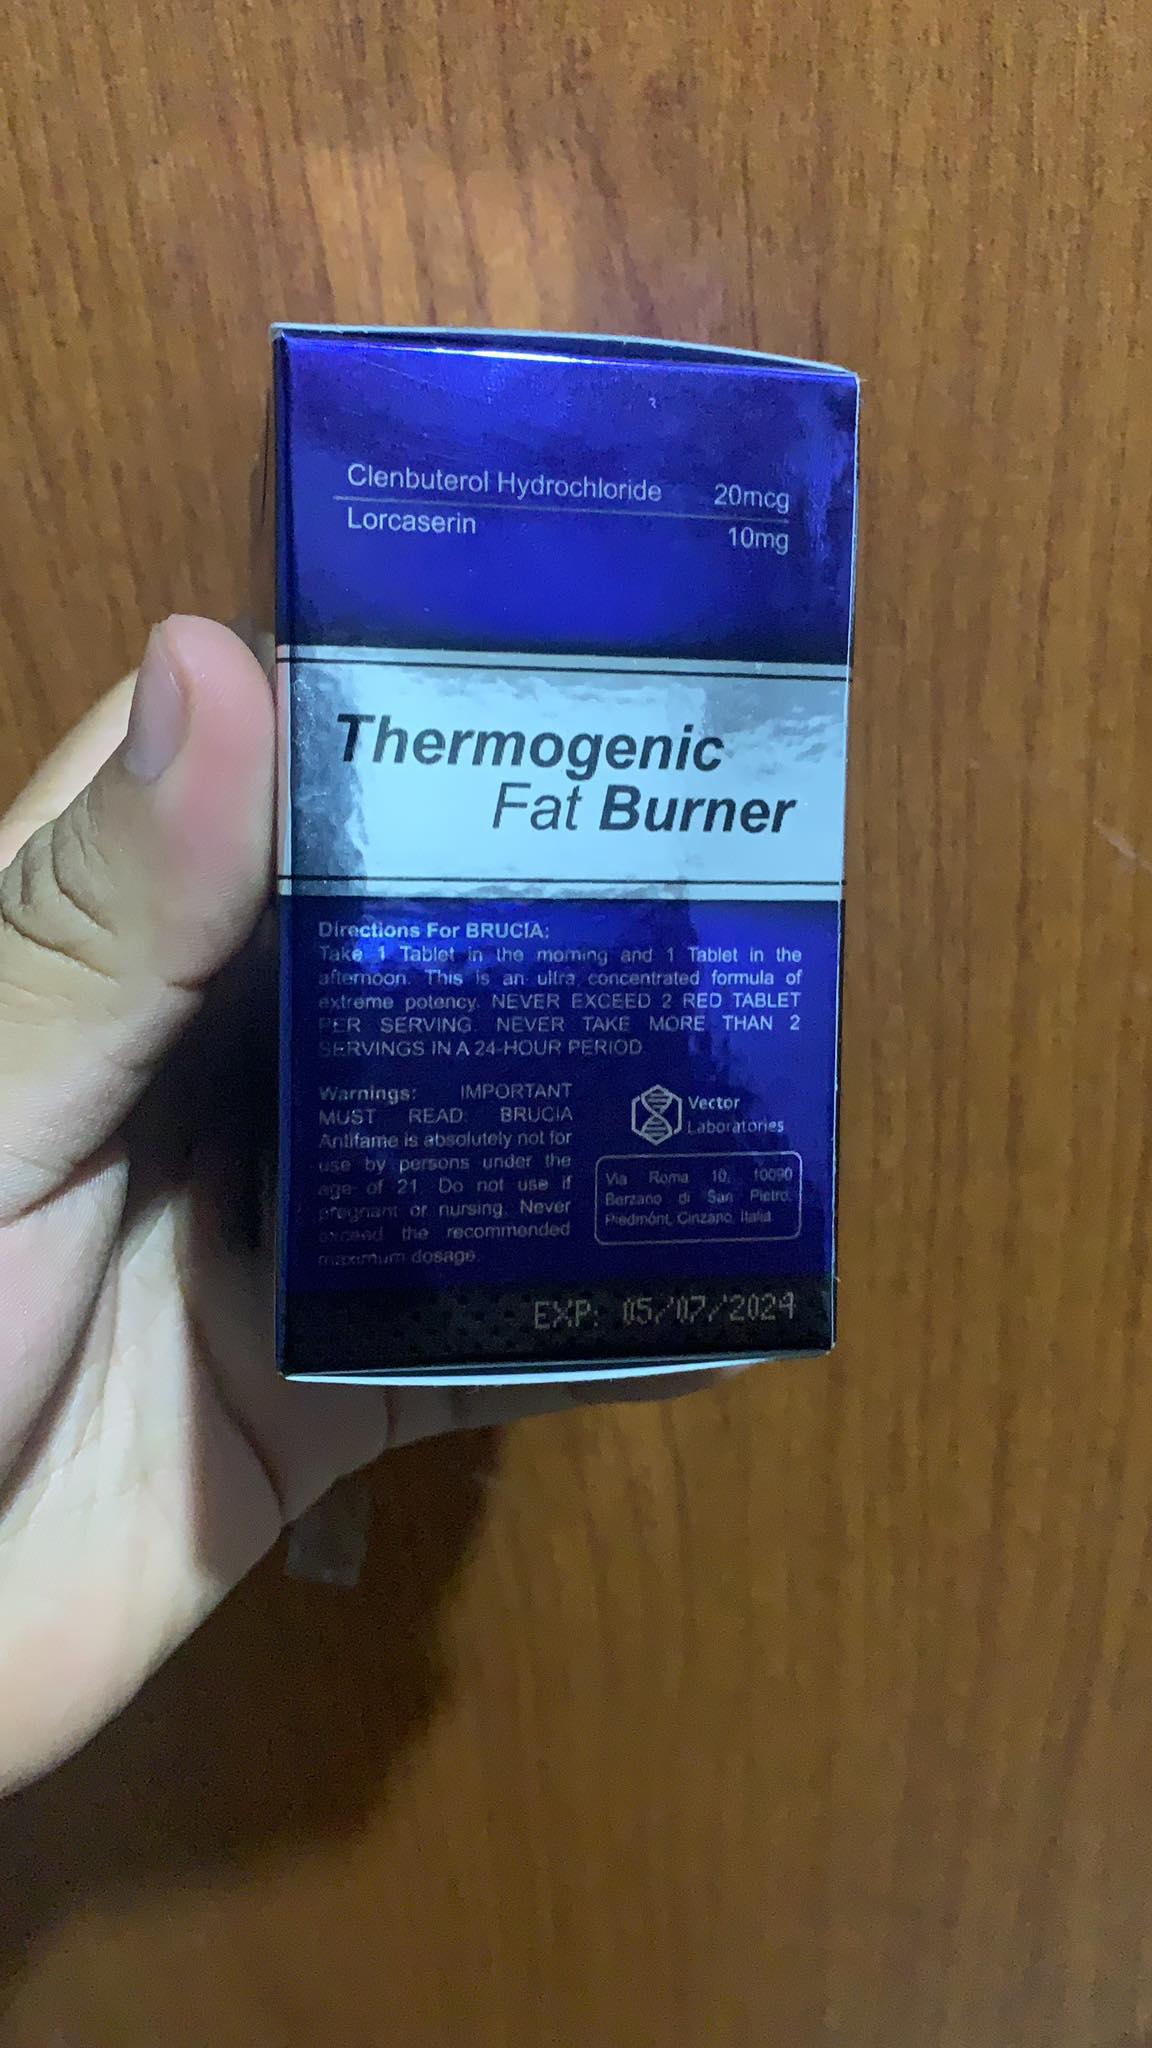 Clenbuterol Hydrochloride 20mcg
Lorcaserin 10mg
Thermogenic
Fat Burner
Directions For BRUCIA:
Take 1 Tablet in the morning and 1 Tablet in the
afternoon. This is an ultra concentrated formula of
extreme potency. NEVER EXCEED 2 RED TABLET
PER SERVING. NEVER TAKE MORE THAN 2
SERVINGS IN A 24-HOUR PERIOD
Warnings: IMPORTANT
MUST READ: BRUCIA
Antifame is absolutely not for
use by persons under the
age of 21. Do not use if
pregnant or nursing. Never
exceed the recommended
maximum dosage.
Vector
Laboratories
Via Roma 10, 10090
Berzano di San Pietro,
Piedmónt, Cinzano, Italia
EXP: 05/07/2024